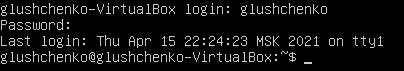 glushchenko-VirtualBox login: glushchenko
Password:
Last login: Thu Apr 15 22:24:23 MSK 2021 on tty1
glushchenko@glushchenko-VirtualBox:~$ _